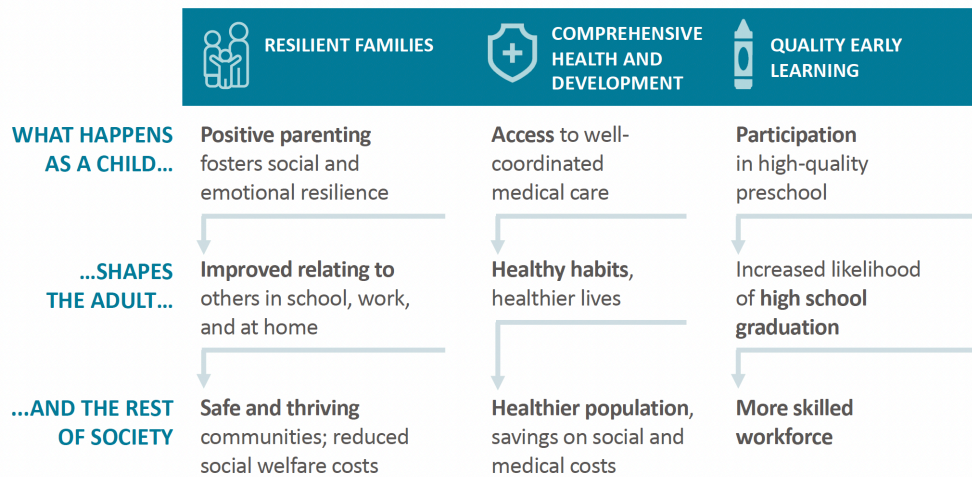 RESILIENT FAMILIES
COMPREHENSIVE
HEALTH AND
DEVELOPMENT
QUALITY EARLY
LEARNING
WHAT HAPPENS
AS A CHILD...
Positive parenting
fosters social and
emotional resilience
Access to well-
coordinated
medical care
Participation
in high-quality
preschool
...SHAPES
THE ADULT...
Improved relating to
others in school, work,
and at home
Healthy habits,
healthier lives
Increased likelihood
of high school
graduation
...AND THE REST
OF SOCIETY
Safe and thriving
communities; reduced
social welfare costs
Healthier population,
savings on social and
medical costs
More skilled
workforce